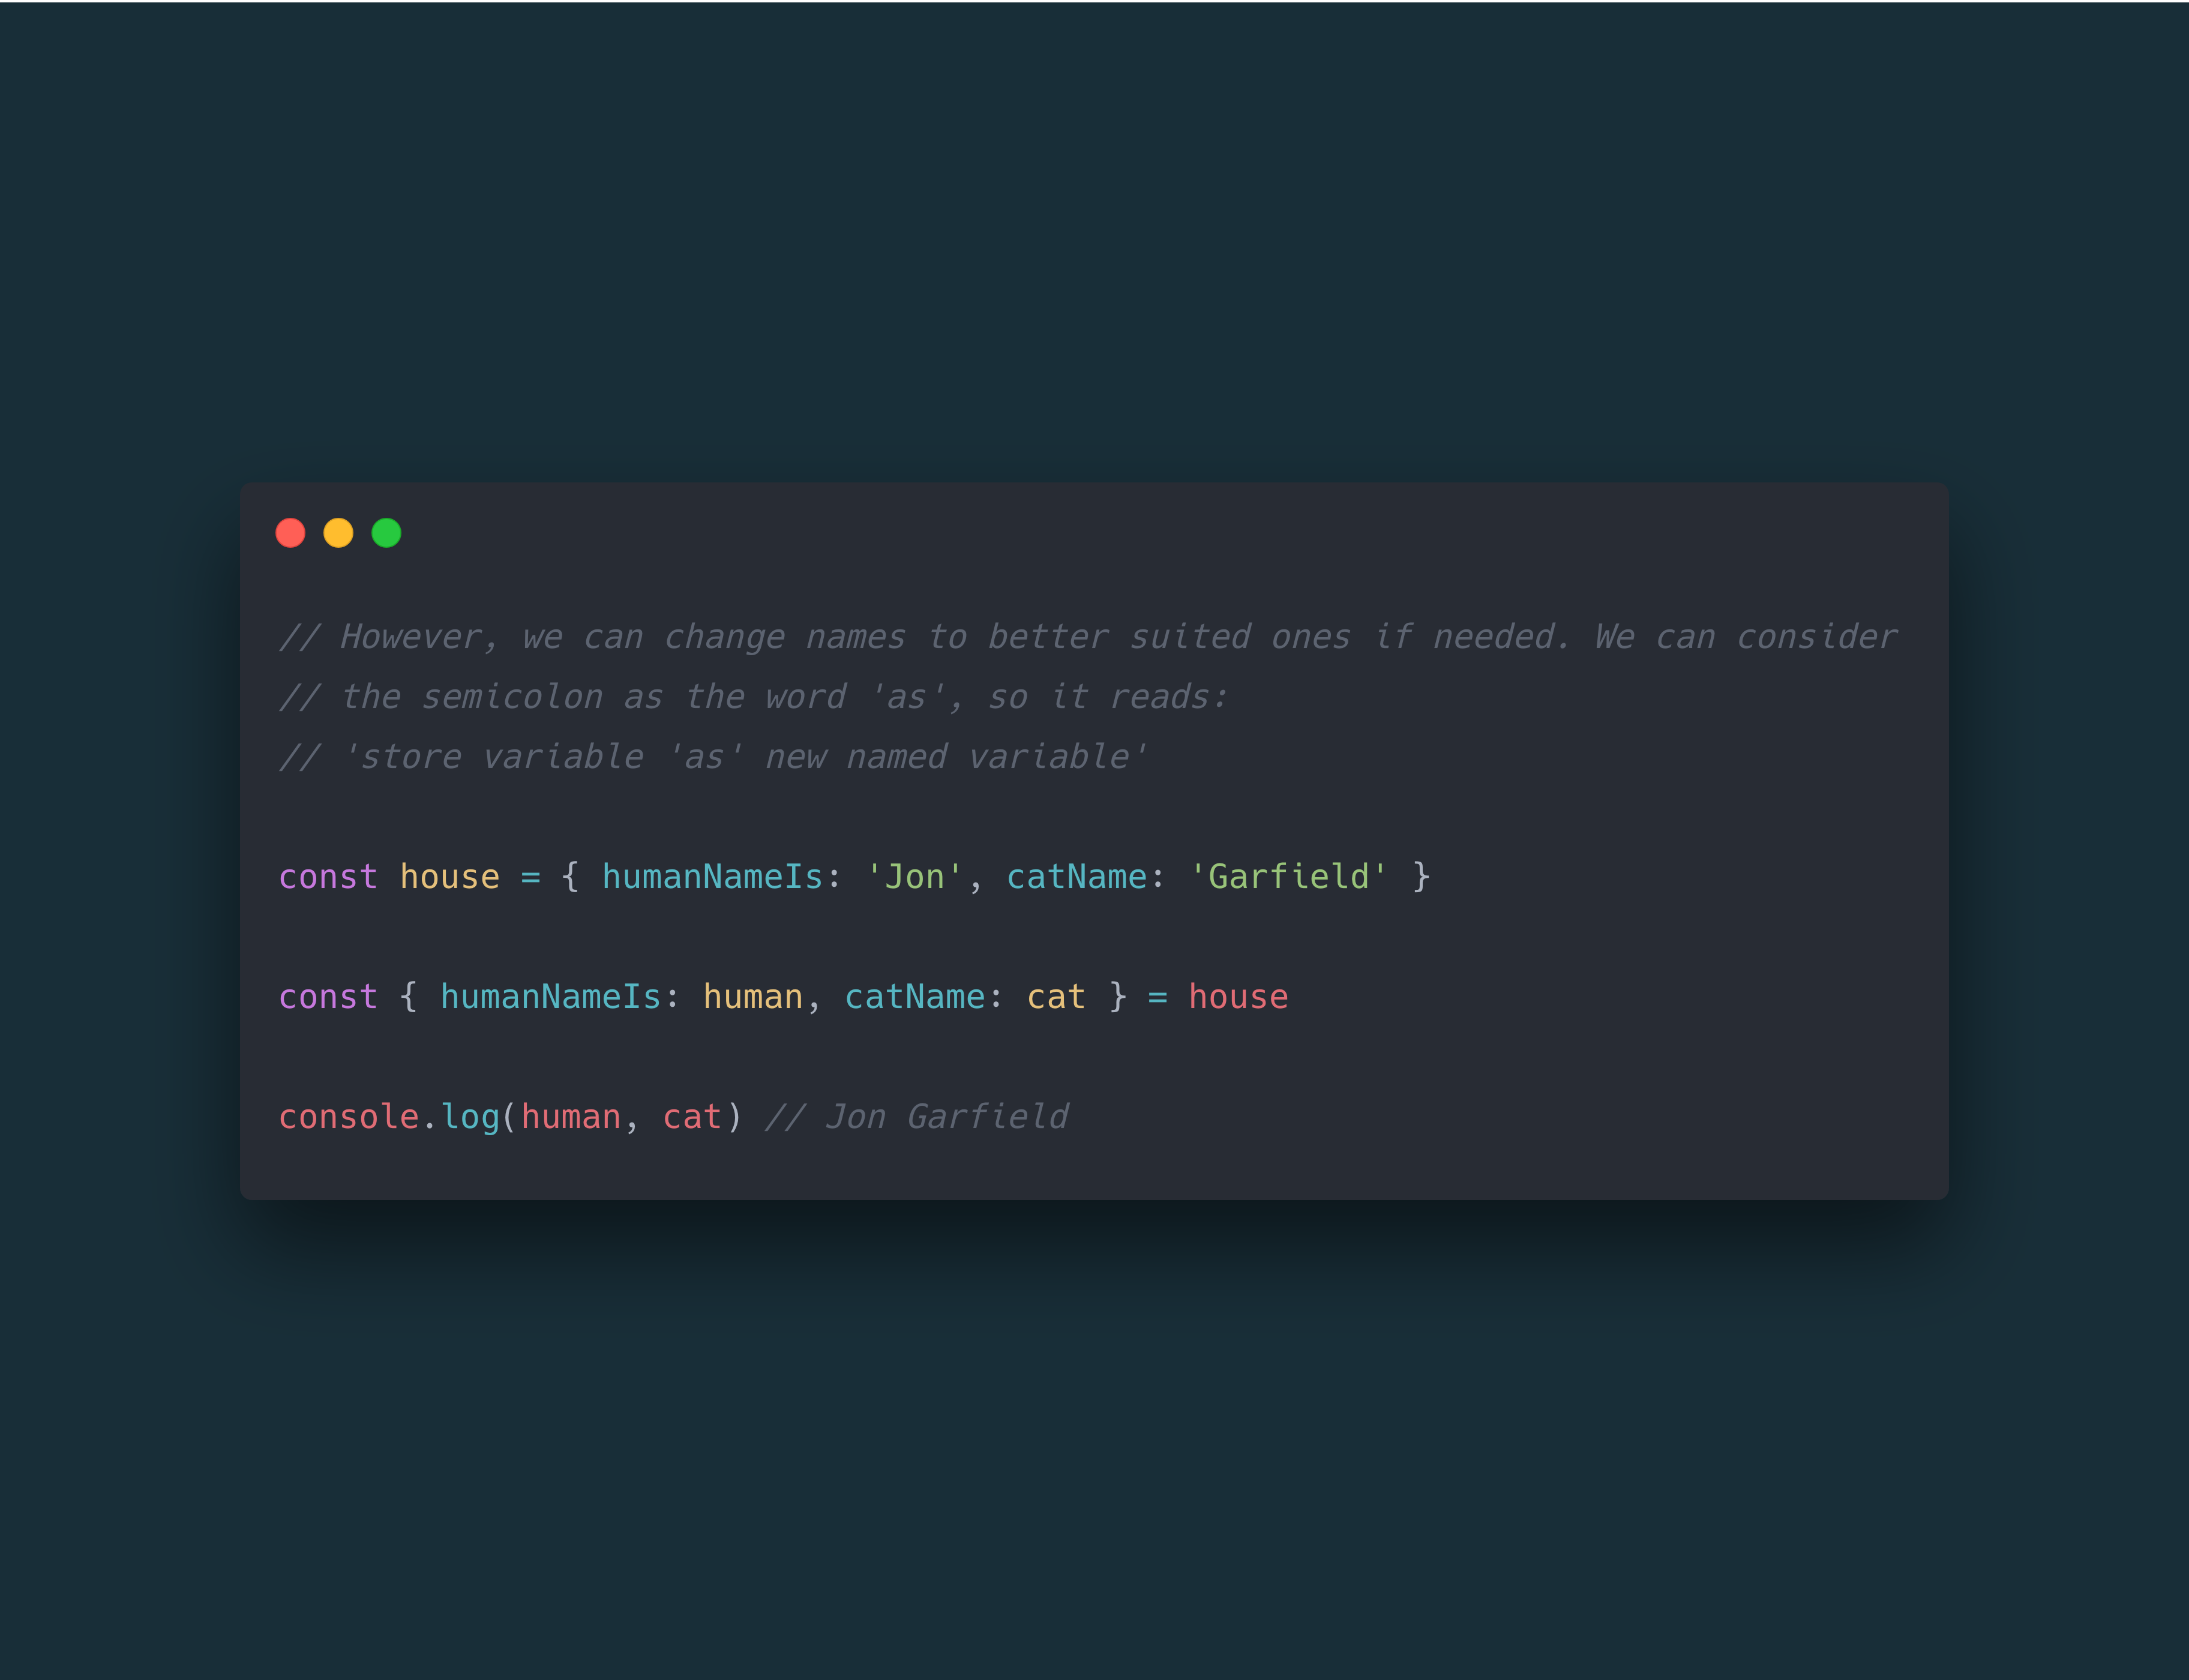 // However, we can change names to better suited ones if needed. We can consider
// the semicolon as the word 'as', so it reads:
// 'store variable 'as' new named variable'
const house = { humanNameIs: 'Jon', catName: 'Garfield' }
const { humanNameIs: human, catName: cat } = house
console.log(human, cat) // Jon Garfield